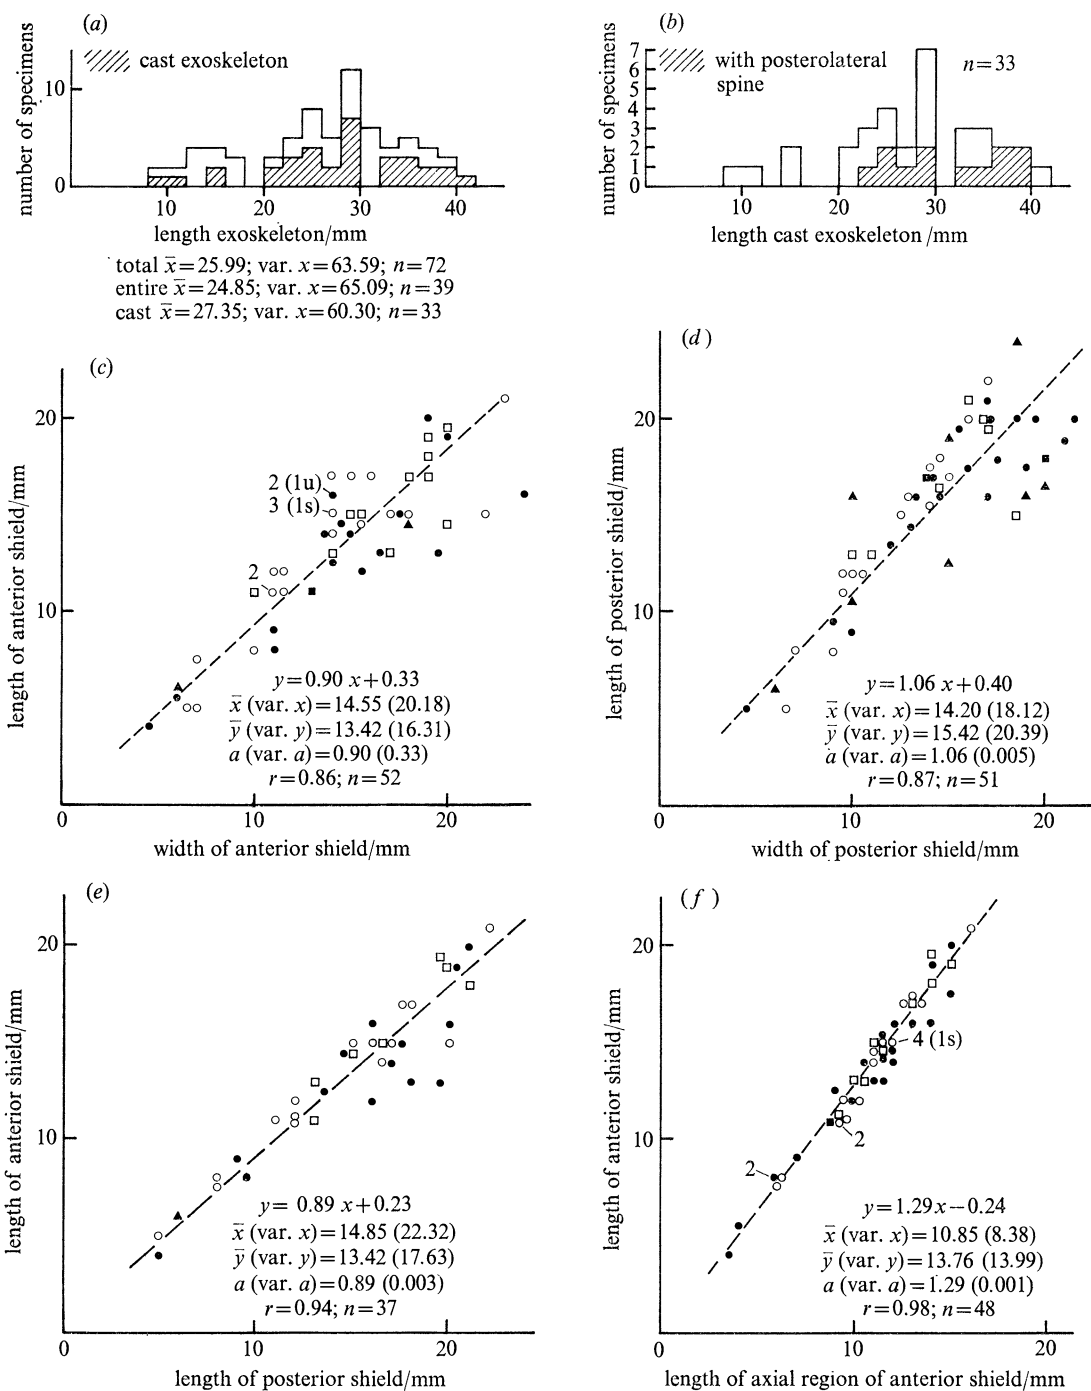 (a)
number of specimens
cast exoskeleton
10
0
10 20 30 40
length exoskeleton/mm
total x̅=25.99; var. x=63.59; n=72
entire x̅=24.85; var. x=65.09; n=39
cast x̅=27.35; var. x=60.30; n=33
(b)
number of specimens
with posterolateral
spine
n=33
7
6
5
4
3
2
1
0
10 20 30 40
length cast exoskeleton/mm
(c)
length of anterior shield/mm
20
2 (1u)
3 (1s)
2
10
y=0.90 x+0.33
x̅ (var. x)=14.55 (20.18)
y̅ (var. y)=13.42 (16.31)
a (var. a)=0.90 (0.33)
r=0.86; n=52
0 10 20
width of anterior shield/mm
(d)
length of posterior shield/mm
20
10
y=1.06 x+0.40
x̅ (var. x)=14.20 (18.12)
y̅ (var. y)=15.42 (20.39)
a (var. a)=1.06 (0.005)
r=0.87; n=51
0 10 20
width of posterior shield/mm
(e)
length of anterior shield/mm
20
10
y= 0.89 x+0.23
x̅ (var. x)=14.85 (22.32)
y̅ (var. y)=13.42 (17.63)
a (var. a)=0.89 (0.003)
r=0.94; n=37
0 10 20
length of posterior shield/mm
(f)
length of anterior shield/mm
20
4 (1s)
10
2
2
y=1.29x−0.24
x̅ (var. x)=10.85 (8.38)
y̅ (var. y)=13.76 (13.99)
a (var. a)=1.29 (0.001)
r=0.98; n=48
0 10 20
length of axial region of anterior shield/mm